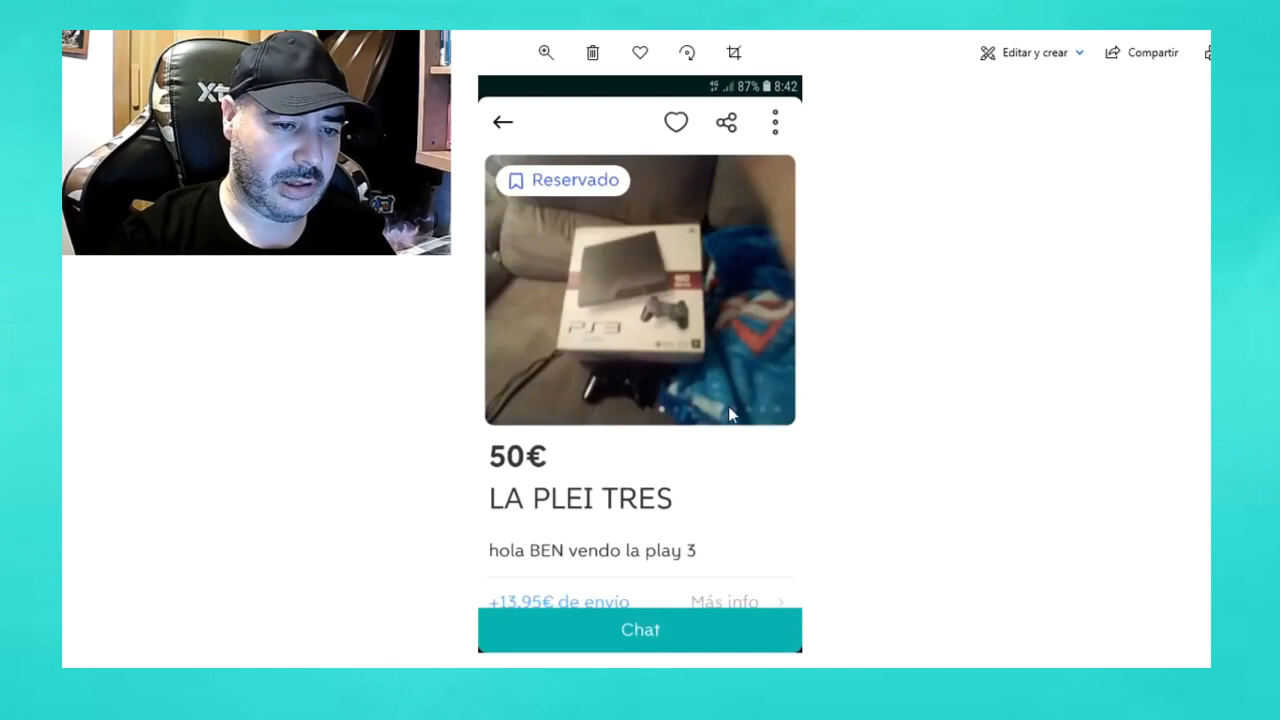 Editar y crear
Compartir
87% 8:42
Reservado
PS3
50€
LA PLEI TRES
hola BEN vendo la play 3
+13,95€ de envío
Más info
Chat